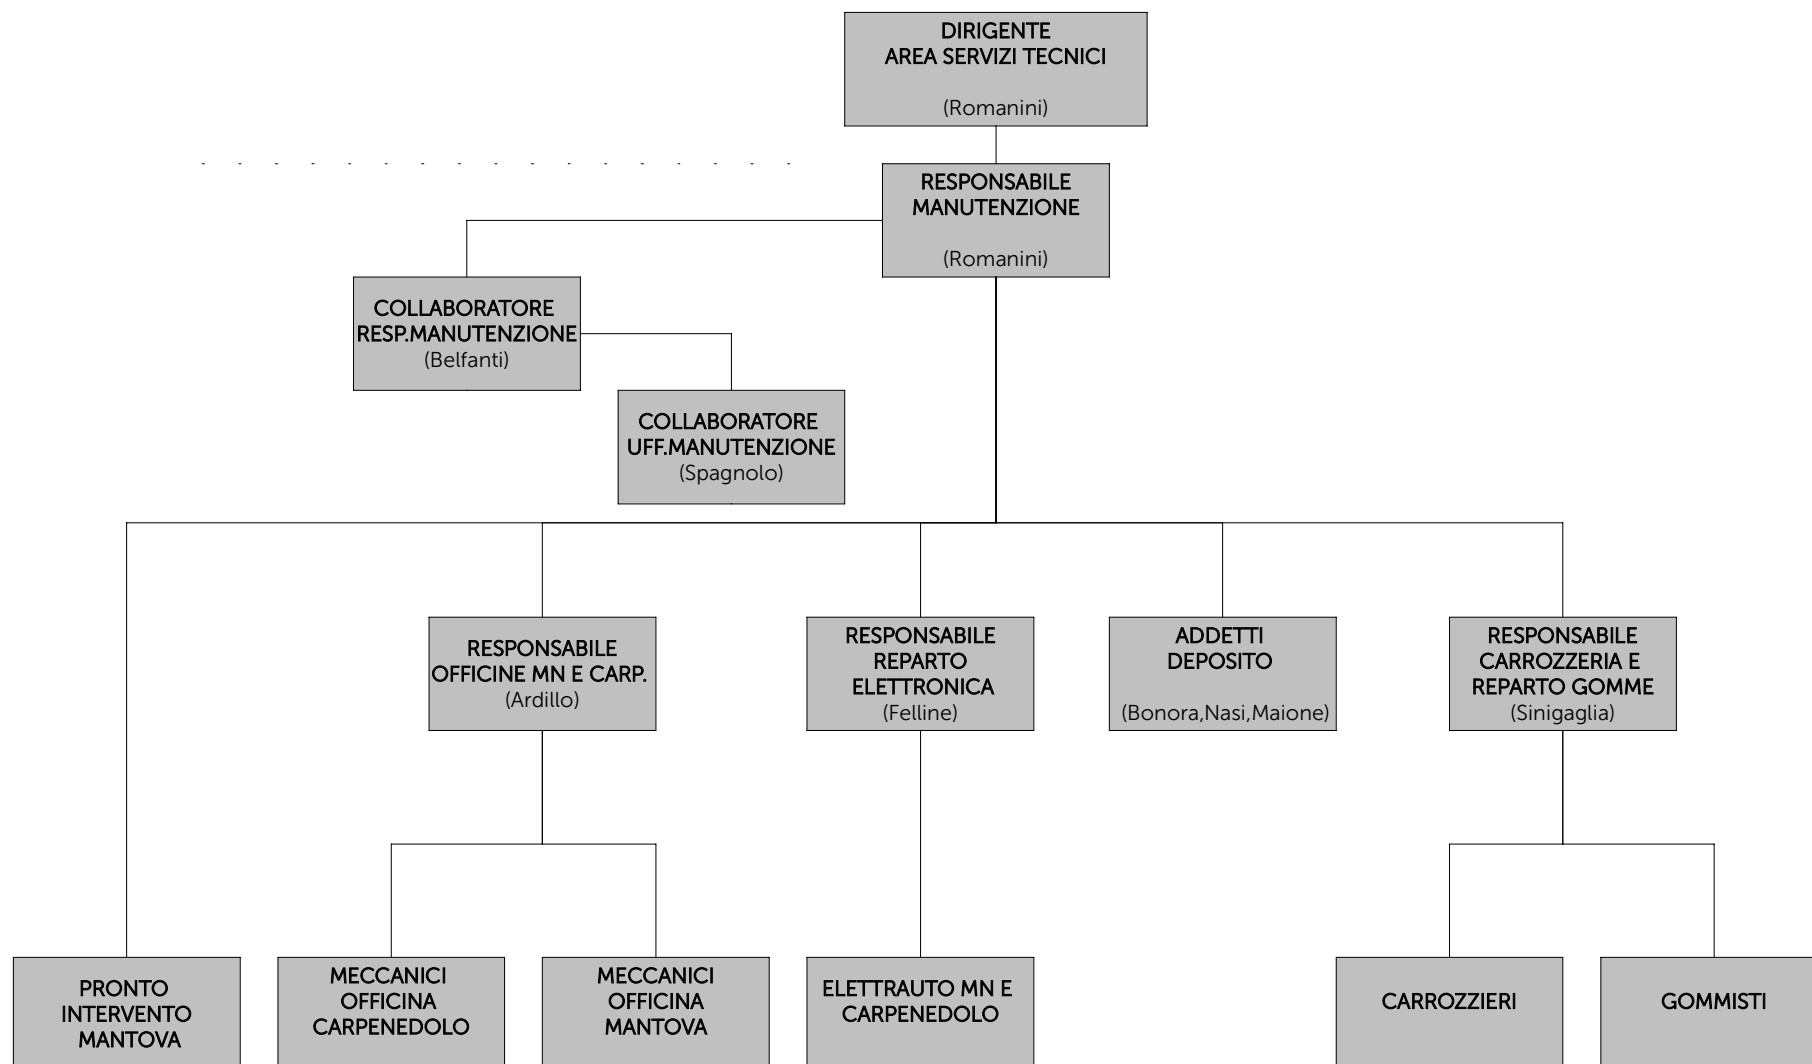 DIRIGENTE
AREA SERVIZI TECNICI
(Romanini)
RESPONSABILE
MANUTENZIONE
(Romanini)
COLLABORATORE
RESP.MANUTENZIONE
(Belfanti)
COLLABORATORE
UFF.MANUTENZIONE
(Spagnolo)
RESPONSABILE
OFFICINE MN E CARP.
(Ardillo)
RESPONSABILE
REPARTO
ELETTRONICA
(Felline)
ADDETTI
DEPOSITO
(Bonora,Nasi,Maione)
RESPONSABILE
CARROZZERIA E
REPARTO GOMME
(Sinigaglia)
PRONTO
INTERVENTO
MANTOVA
MECCANICI
OFFICINA
CARPENEDOLO
MECCANICI
OFFICINA
MANTOVA
ELETTRAUTO MN E
CARPENEDOLO
CARROZZIERI
GOMMISTI